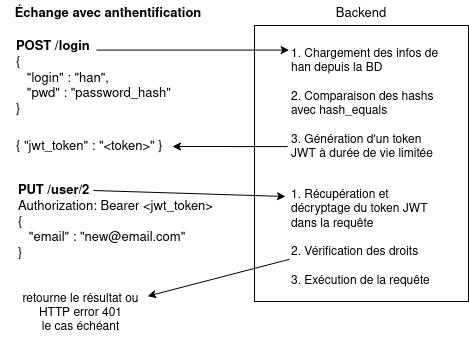 Échange avec anthentification
Backend
POST /login
{
"login" : "han",
"pwd" : "password_hash"
}
1. Chargement des infos de
han depuis la BD
2. Comparaison des hashs
avec hash_equals
{ "jwt_token" : "<token>" }
3. Génération d'un token
JWT à durée de vie limitée
PUT /user/2
Authorization: Bearer <jwt_token>
{
"email" : "new@email.com"
}
1. Récupération et
décryptage du token JWT
dans la requête
2. Vérification des droits
3. Exécution de la requête
retourne le résultat ou
HTTP error 401
le cas échéant